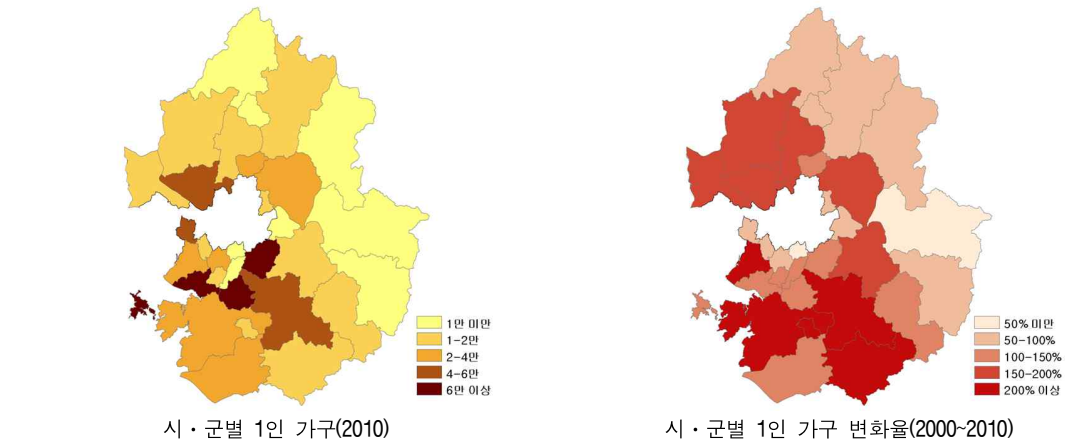 1만 미만
1-2만
2-4만
4-6만
6만 이상
시・군별 1인 가구(2010)
50% 미만
50-100%
100-150%
150-200%
200% 이상
시・군별 1인 가구 변화율(2000~2010)